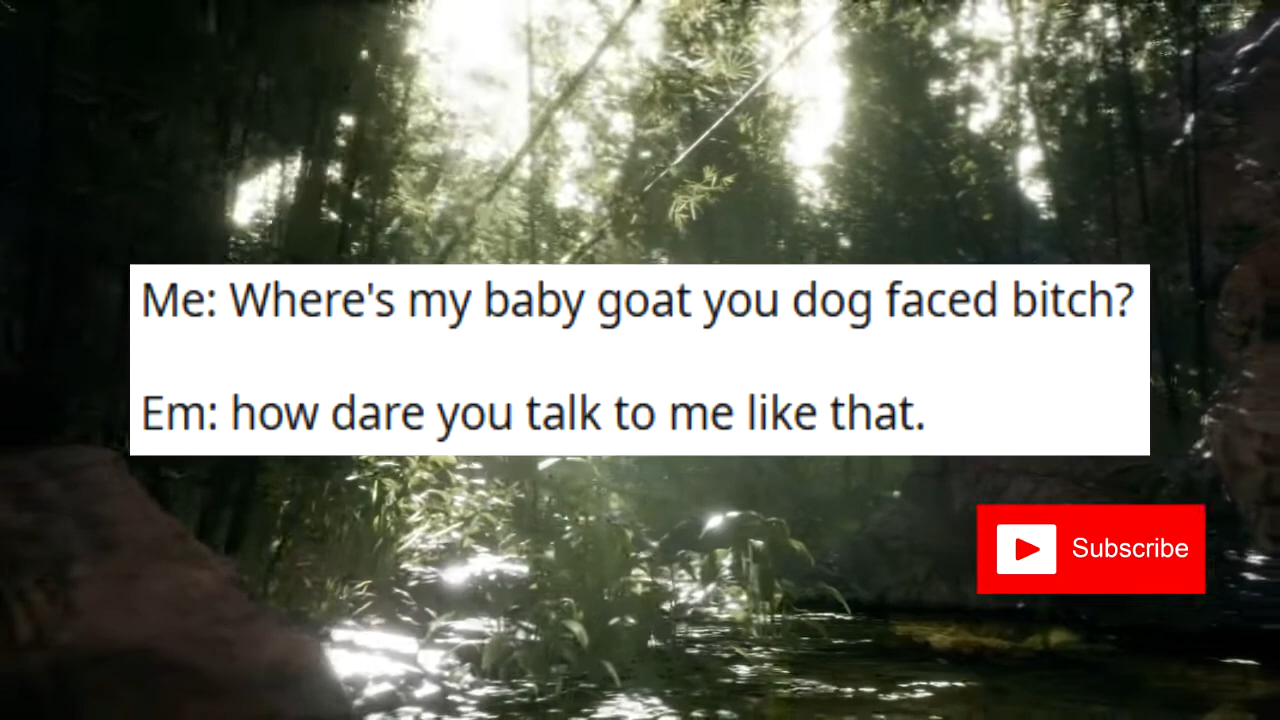 Me: Where's my baby goat you dog faced bitch?
Em: how dare you talk to me like that.
Subscribe